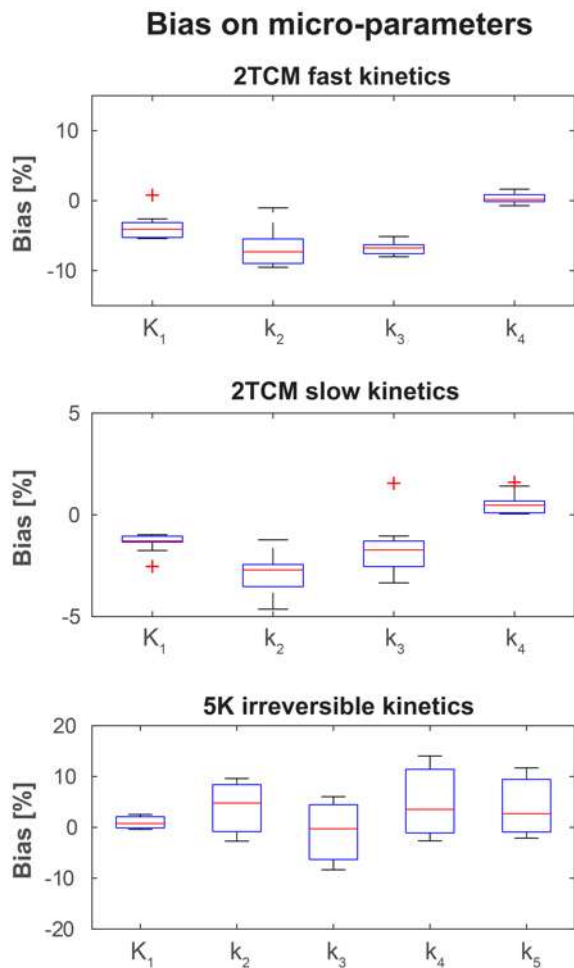 Bias on micro-parameters
2TCM fast kinetics
Bias [%]
10
0
-10
K₁ k₂ k₃ k₄
2TCM slow kinetics
Bias [%]
5
0
-5
K₁ k₂ k₃ k₄
5K irreversible kinetics
Bias [%]
20
10
0
-10
-20
K₁ k₂ k₃ k₄ k₅